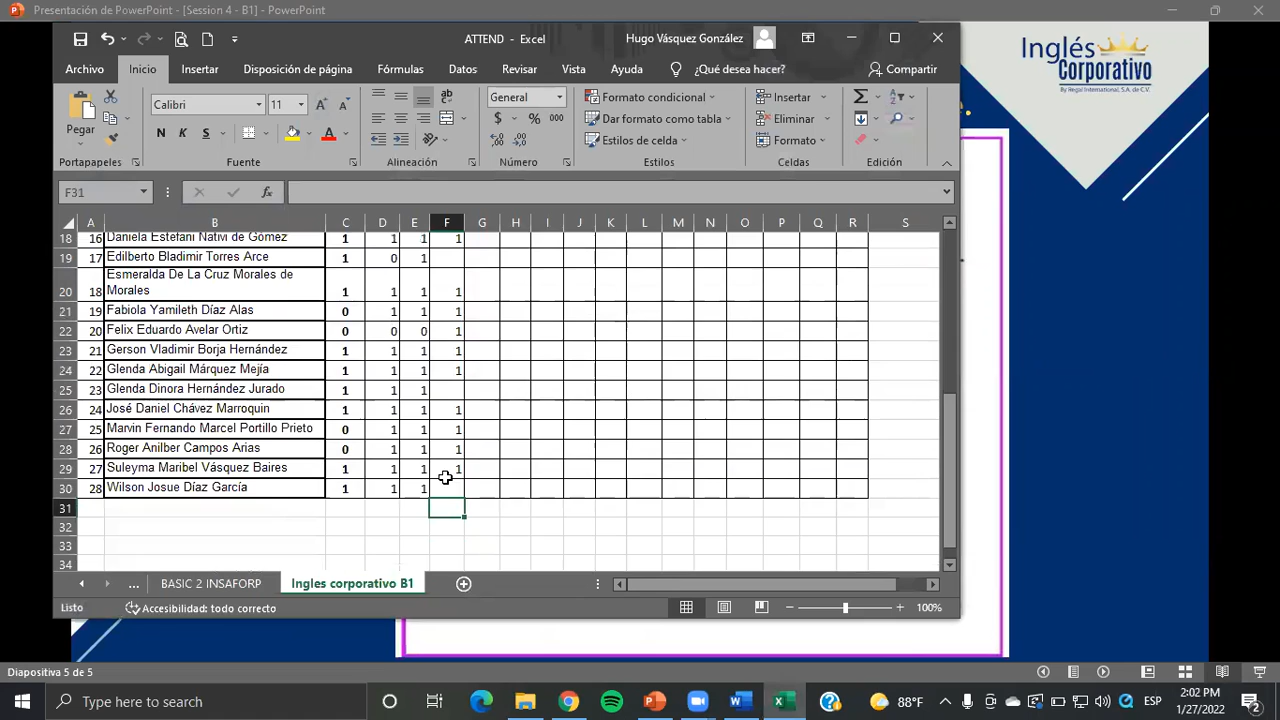 Presentación de PowerPoint - [Session 4 - B1] - PowerPoint
ATTEND - Excel
Hugo Vásquez González
Archivo Inicio Insertar Disposición de página Fórmulas Datos Revisar Vista Ayuda ¿Qué desea hacer? Compartir
Pegar
Calibri 11
N K S
General
$ % 000
Formato condicional
Dar formato como tabla
Estilos de celda
Insertar
Eliminar
Formato
Portapapeles Fuente Alineación Número Estilos Celdas Edición
F31 fx
A B C D E F G H I J K L M N O P Q R S
18 16 Daniela Estefani Nativi de Gómez 1 1 1 1
19 17 Edilberto Bladimir Torres Arce 1 0 1
Esmeralda De La Cruz Morales de
20 18 Morales 1 1 1 1
21 19 Fabiola Yamileth Díaz Alas 0 1 1 1
22 20 Felix Eduardo Avelar Ortiz 0 0 0 1
23 21 Gerson Vladimir Borja Hernández 1 1 1 1
24 22 Glenda Abigail Márquez Mejía 1 1 1 1
25 23 Glenda Dinora Hernández Jurado 1 1 1
26 24 José Daniel Chávez Marroquin 1 1 1 1
27 25 Marvin Fernando Marcel Portillo Prieto 0 1 1 1
28 26 Roger Anilber Campos Arias 0 1 1 1
29 27 Suleyma Maribel Vásquez Baires 1 1 1 1
30 28 Wilson Josue Díaz García 1 1 1
31
32
33
34
... BASIC 2 INSAFORP Ingles corporativo B1
Listo Accesibilidad: todo correcto 100%
Inglés
Corporativo
By Regal International, S.A. de C.V.
Diapositiva 5 de 5
Type here to search
88°F ESP 2:02 PM
1/27/2022 2